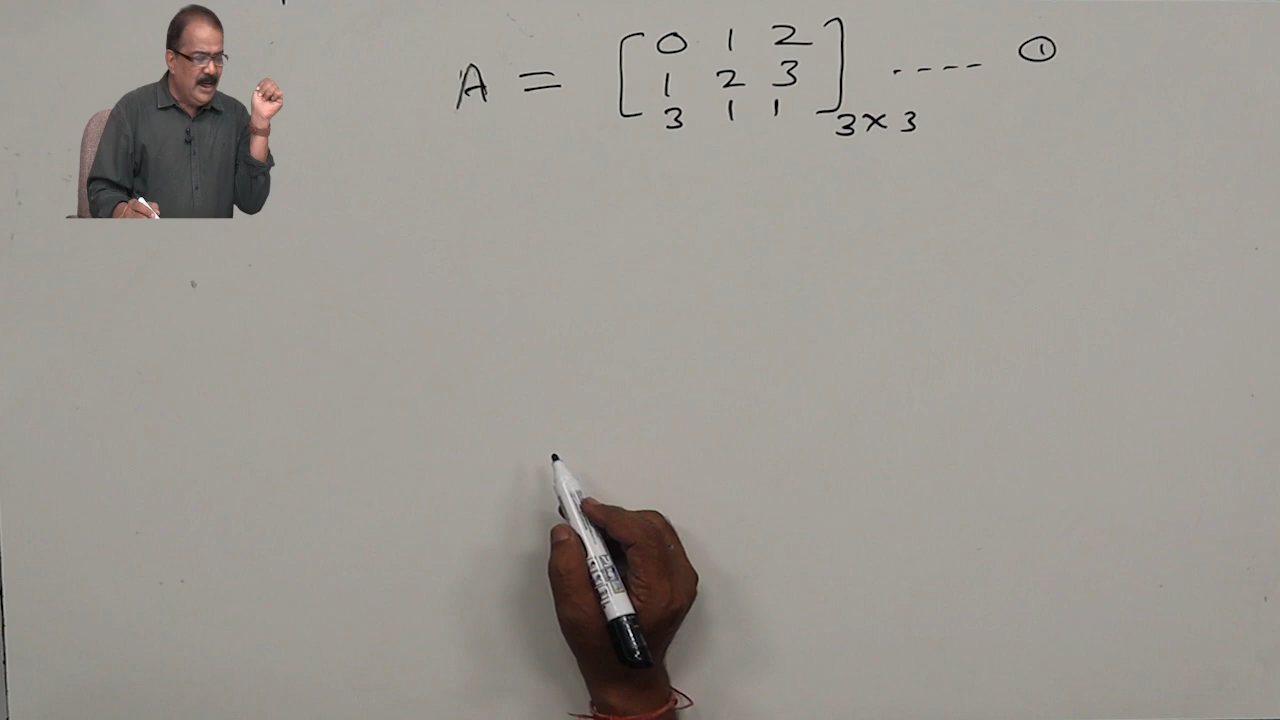 0 1 2
A = [ 1 2 3 ] ---- ①
3 1 1 3×3